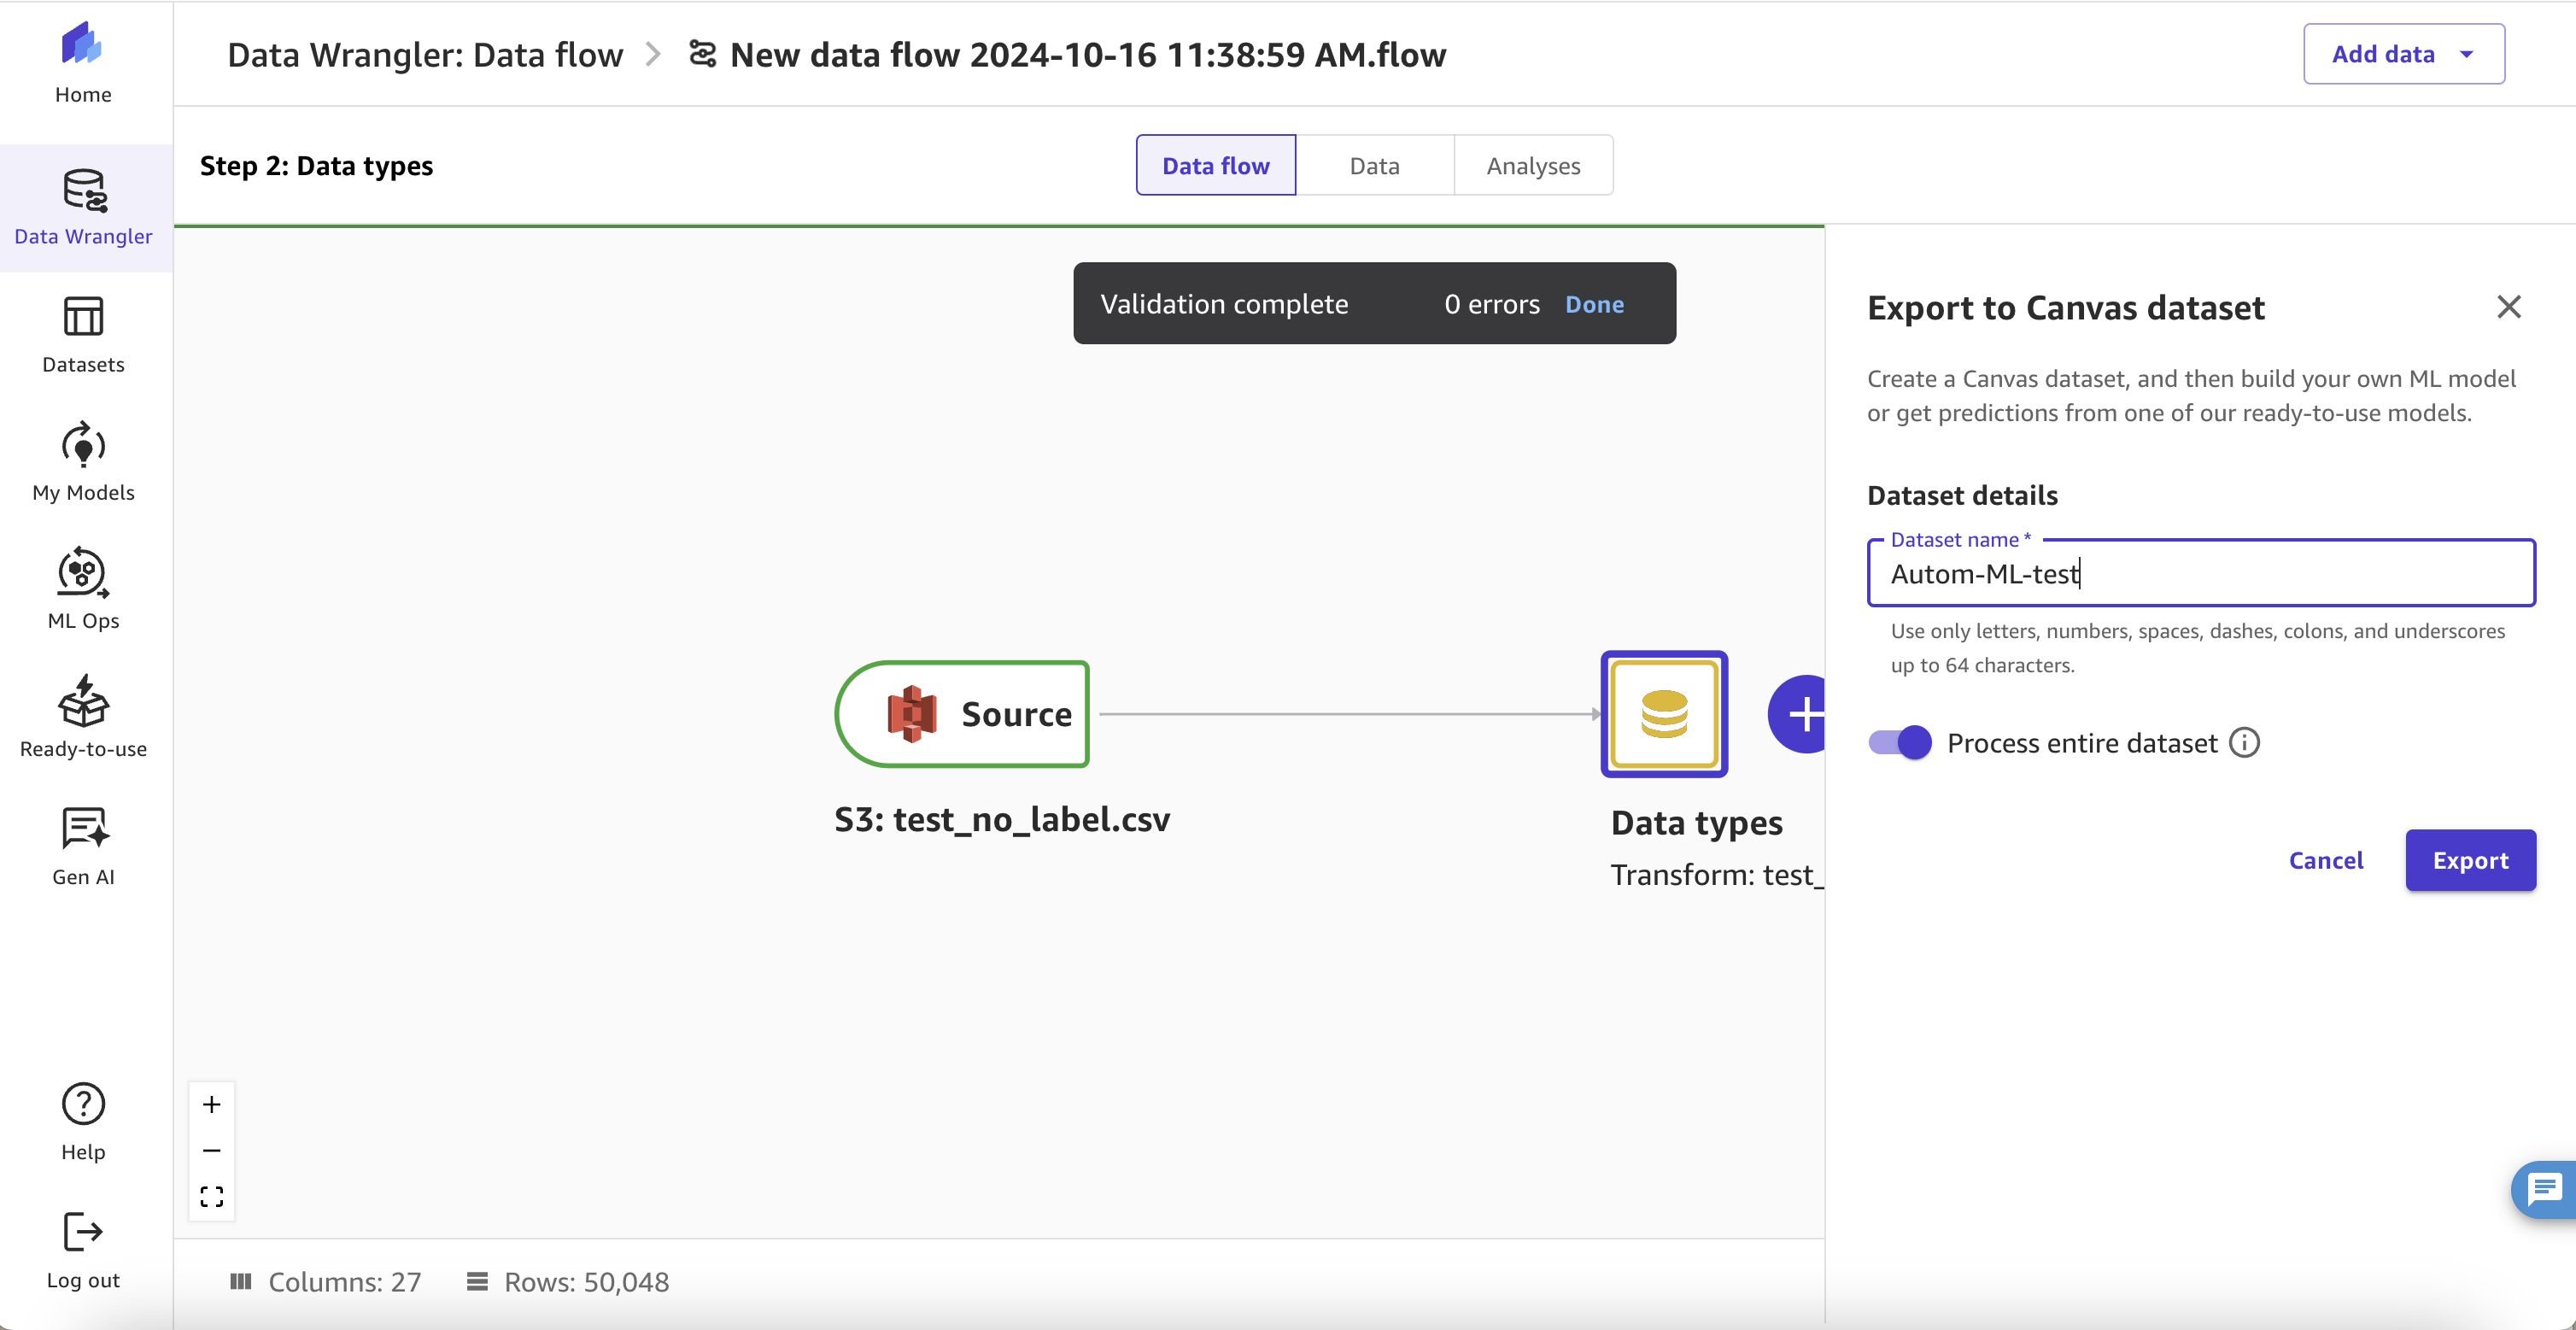 Home
Data Wrangler
Datasets
My Models
ML Ops
Ready-to-use
Gen AI
Help
Log out
Data Wrangler: Data flow
New data flow 2024-10-16 11:38:59 AM.flow
Add data
Step 2: Data types
Data flow
Data
Analyses
Validation complete
0 errors
Done
Source
S3: test_no_label.csv
Data types
Transform: test_
Columns: 27
Rows: 50,048
Export to Canvas dataset
Create a Canvas dataset, and then build your own ML model
or get predictions from one of our ready-to-use models.
Dataset details
Dataset name *
Autom-ML-test
Use only letters, numbers, spaces, dashes, colons, and underscores
up to 64 characters.
Process entire dataset
Cancel
Export